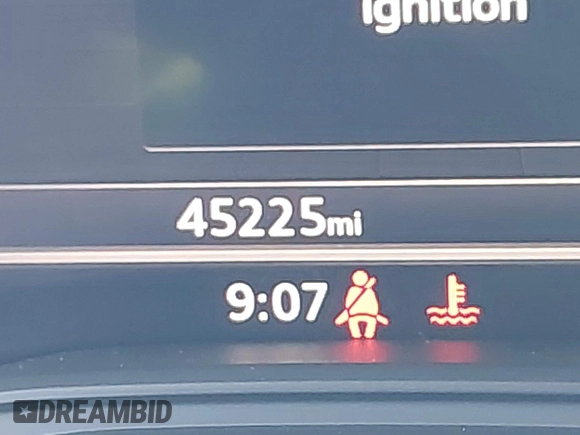 ignition
45225mi
9:07
DREAMBID